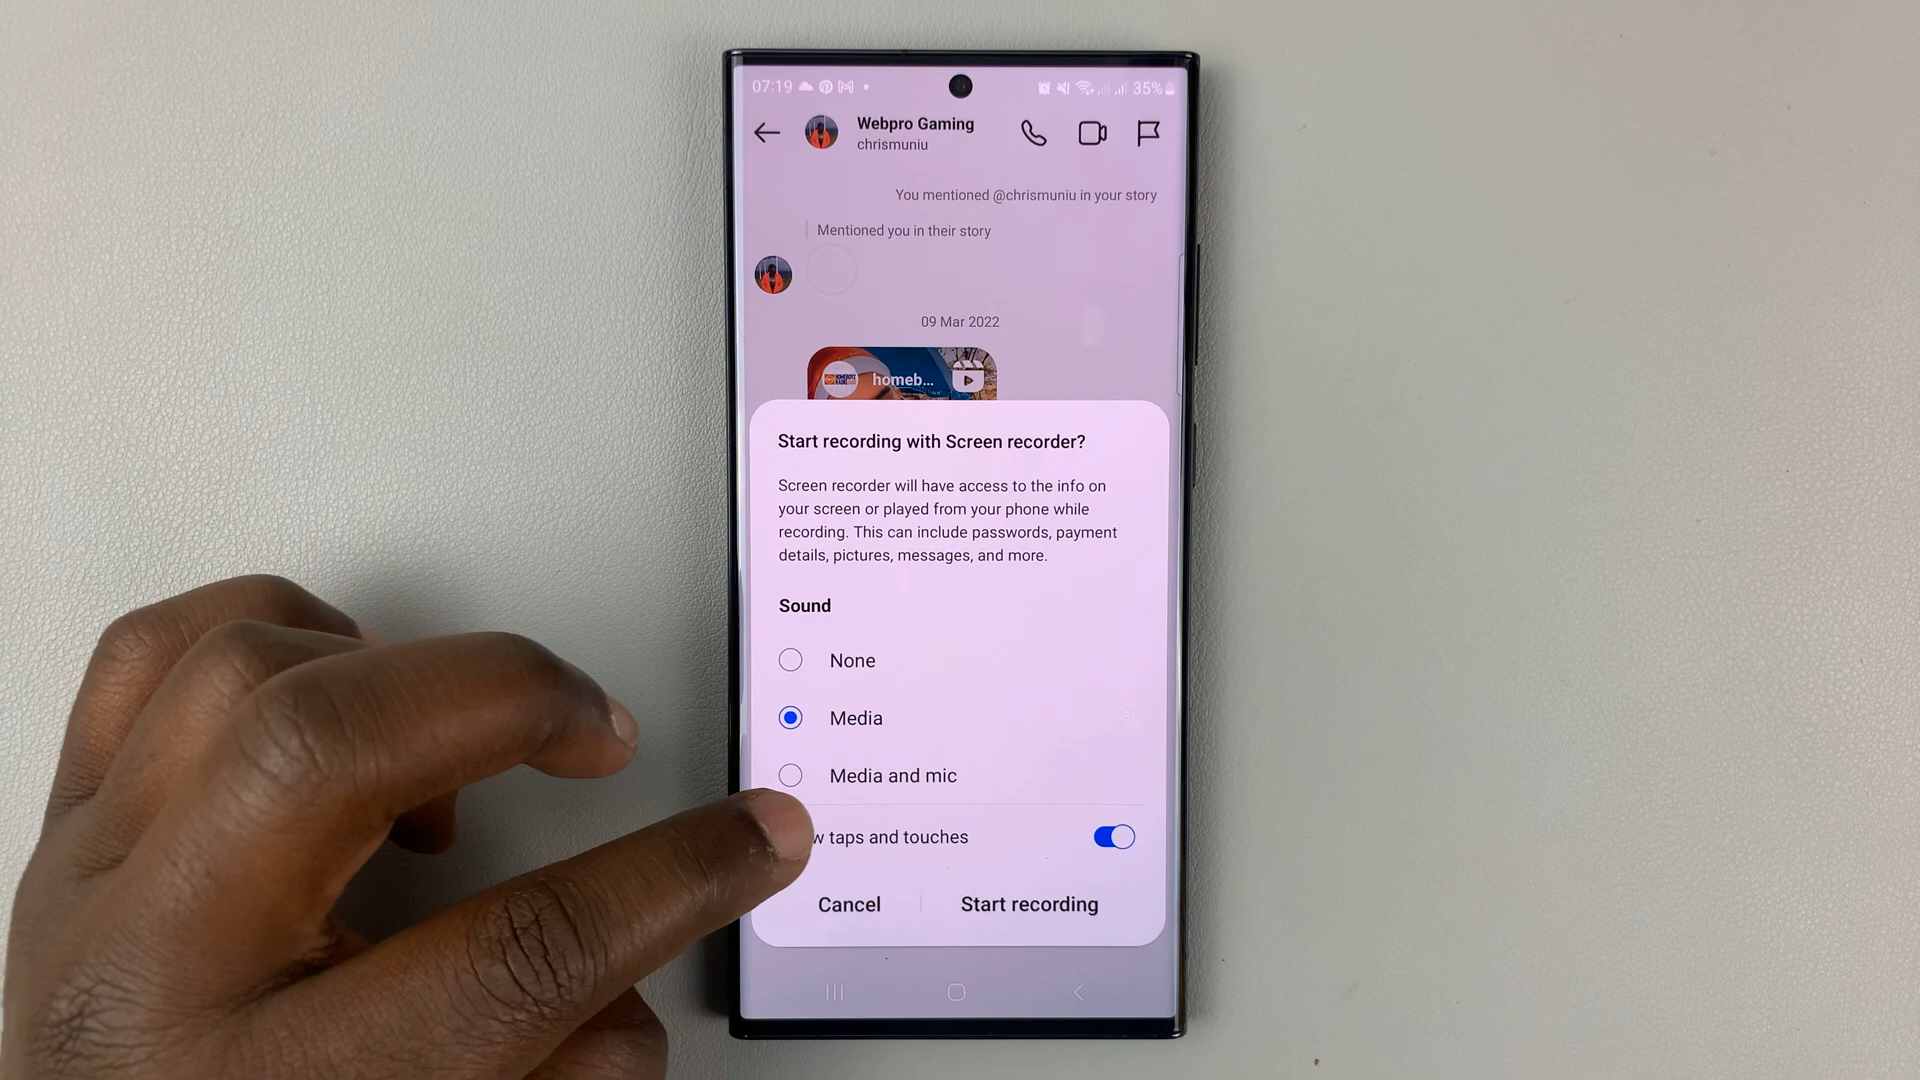 07:19 35%
Webpro Gaming
chrismuniu
You mentioned @chrismuniu in your story
Mentioned you in their story
09 Mar 2022
homeb...
Start recording with Screen recorder?
Screen recorder will have access to the info on
your screen or played from your phone while
recording. This can include passwords, payment
details, pictures, messages, and more.
Sound
None
Media
Media and mic
w taps and touches
Cancel Start recording